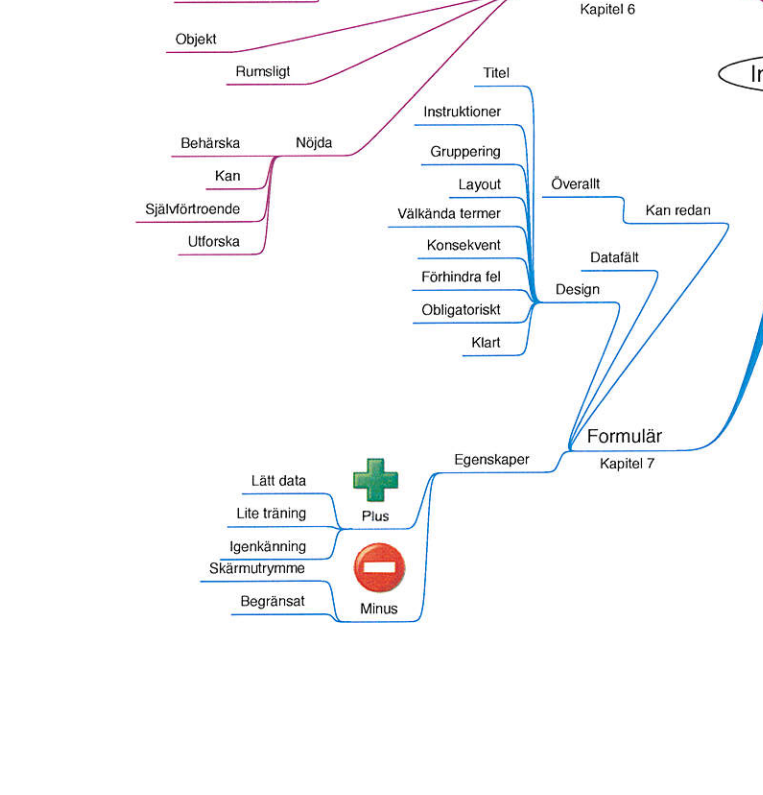 Kapitel 6
Objekt
Rumsligt
Nöjda
Behärska
Kan
Självförtroende
Utforska
Titel
Instruktioner
Gruppering
Layout
Välkända termer
Konsekvent
Förhindra fel
Obligatoriskt
Klart
Design
Överallt
Kan redan
Datafält
Formulär
Kapitel 7
Egenskaper
Plus
Lätt data
Lite träning
Igenkänning
Minus
Skärmutrymme
Begränsat